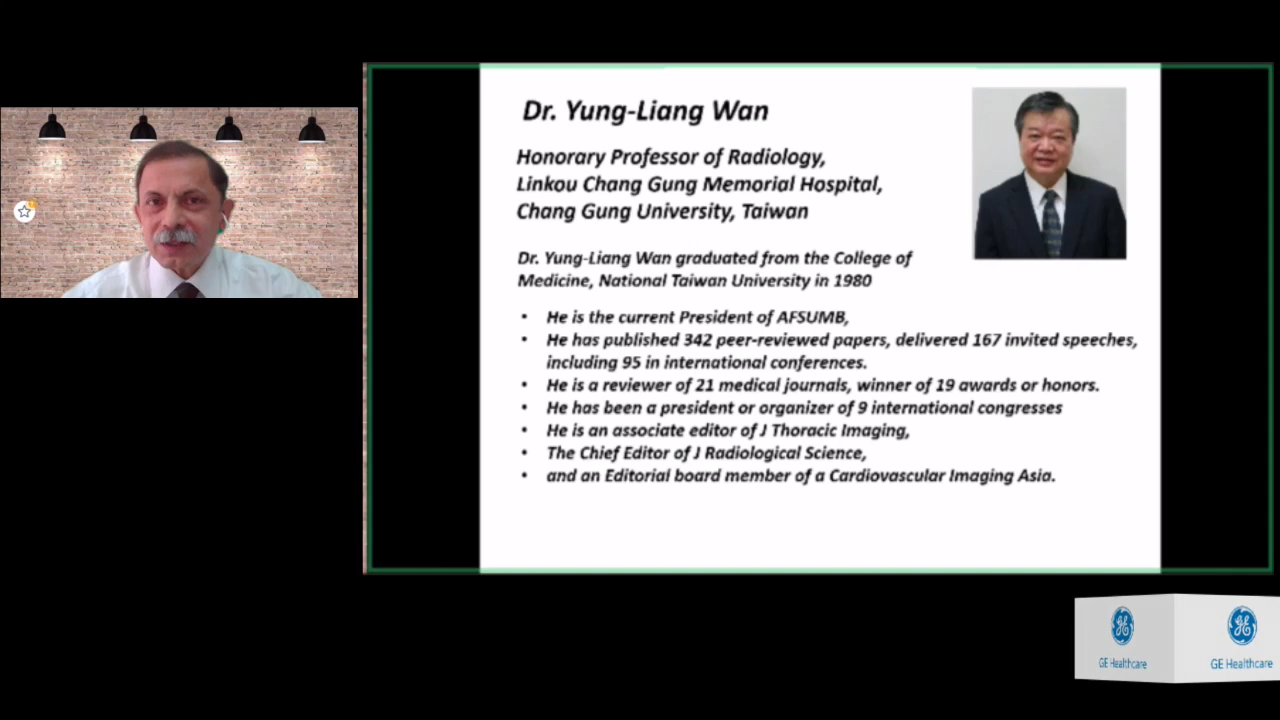 Dr. Yung-Liang Wan
Honorary Professor of Radiology,
Linkou Chang Gung Memorial Hospital,
Chang Gung University, Taiwan
Dr. Yung-Liang Wan graduated from the College of
Medicine, National Taiwan University in 1980
• He is the current President of AFSUMB,
• He has published 342 peer-reviewed papers, delivered 167 invited speeches,
including 95 in international conferences.
• He is a reviewer of 21 medical journals, winner of 19 awards or honors.
• He has been a president or organizer of 9 international congresses
• He is an associate editor of J Thoracic Imaging,
• The Chief Editor of J Radiological Science,
• and an Editorial board member of a Cardiovascular Imaging Asia.
GE Healthcare
GE Healthcare